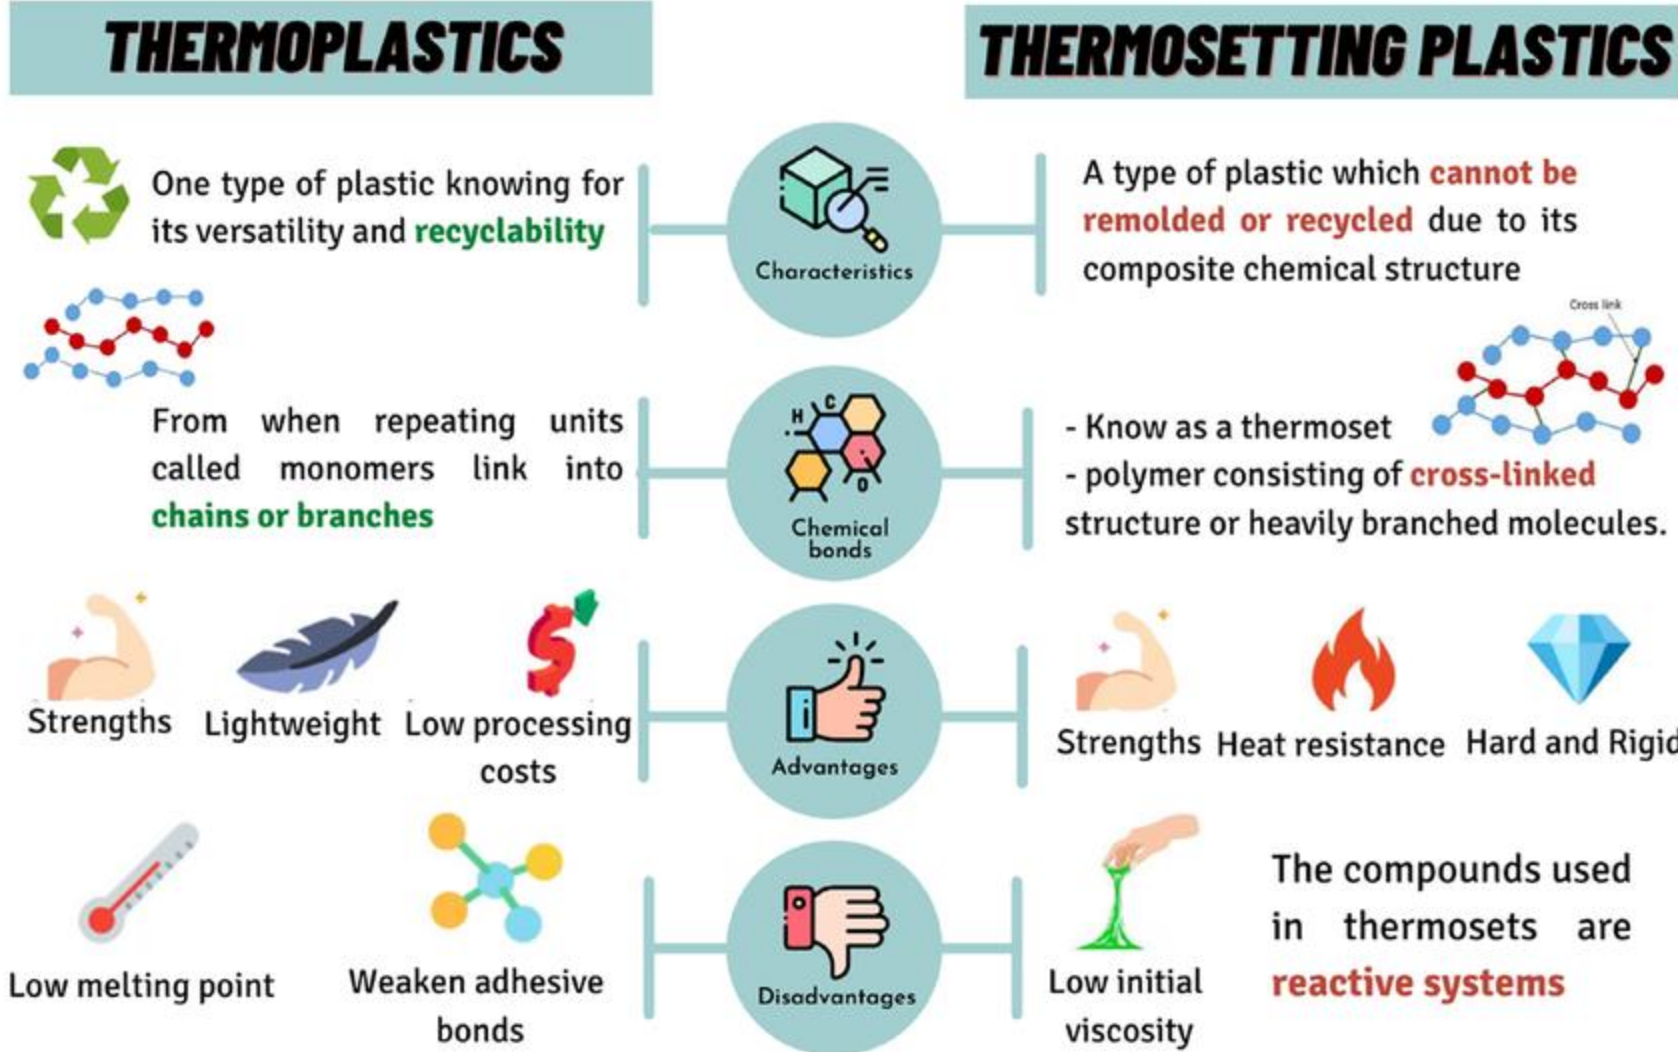 THERMOPLASTICS
THERMOSETTING PLASTICS
One type of plastic knowing for
its versatility and recyclability
Characteristics
A type of plastic which cannot be
remolded or recycled due to its
composite chemical structure
Cross link
From when repeating units
called monomers link into
chains or branches
H C
O
Chemical
bonds
- Know as a thermoset
- polymer consisting of cross-linked
structure or heavily branched molecules.
Strengths
Lightweight
Low processing
costs
Advantages
Strengths
Heat resistance
Hard and Rigid
Low melting point
Weaken adhesive
bonds
Disadvantages
Low initial
viscosity
The compounds used
in thermosets are
reactive systems